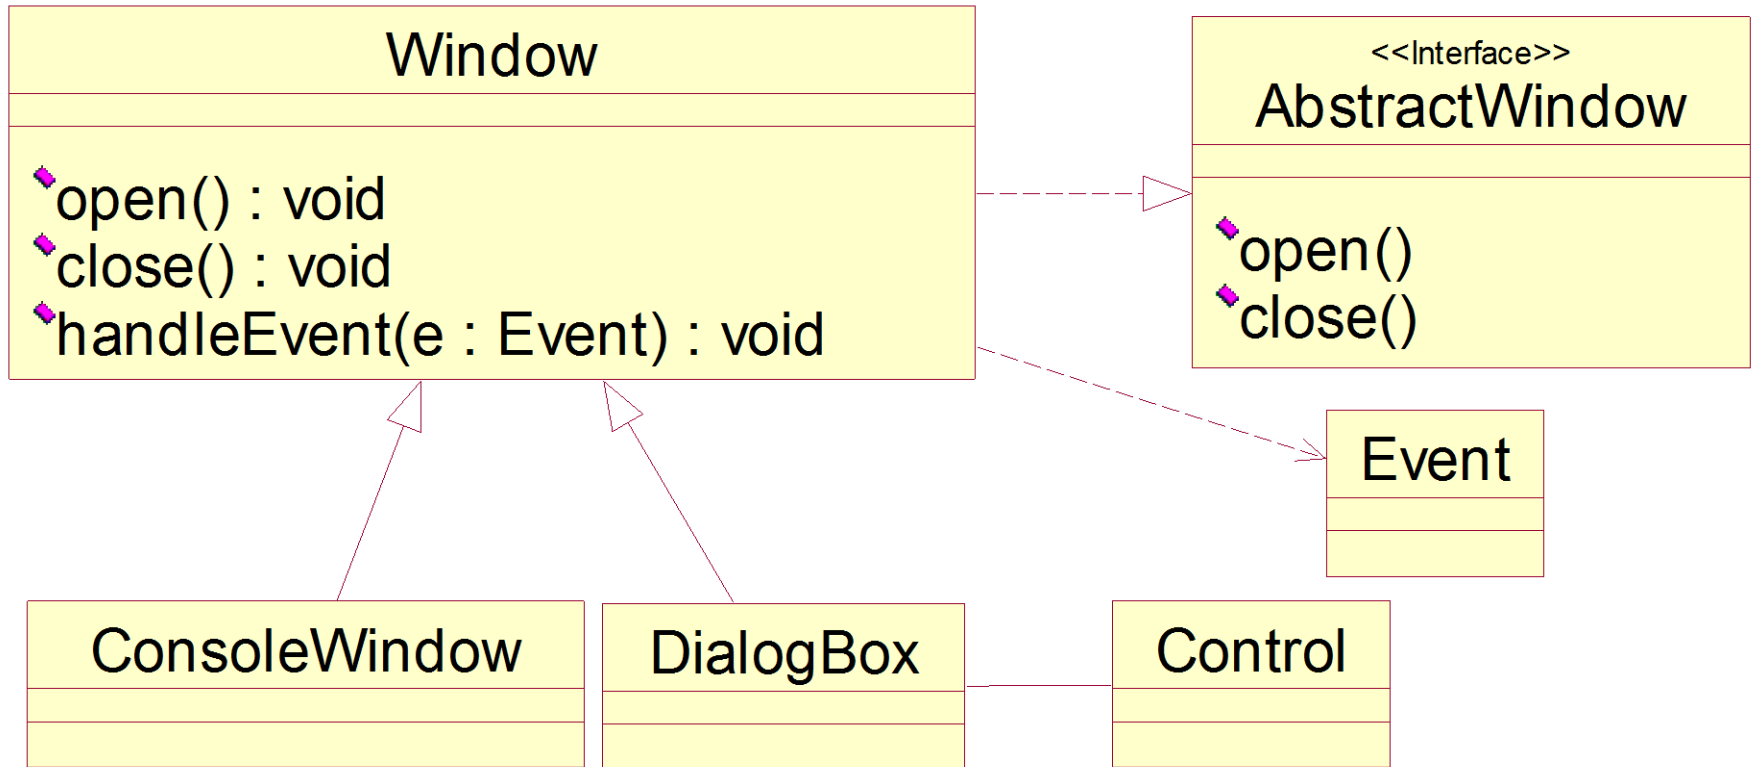 Window
open() : void
close() : void
handleEvent(e : Event) : void
<<Interface>>
AbstractWindow
open()
close()
Event
ConsoleWindow
DialogBox
Control